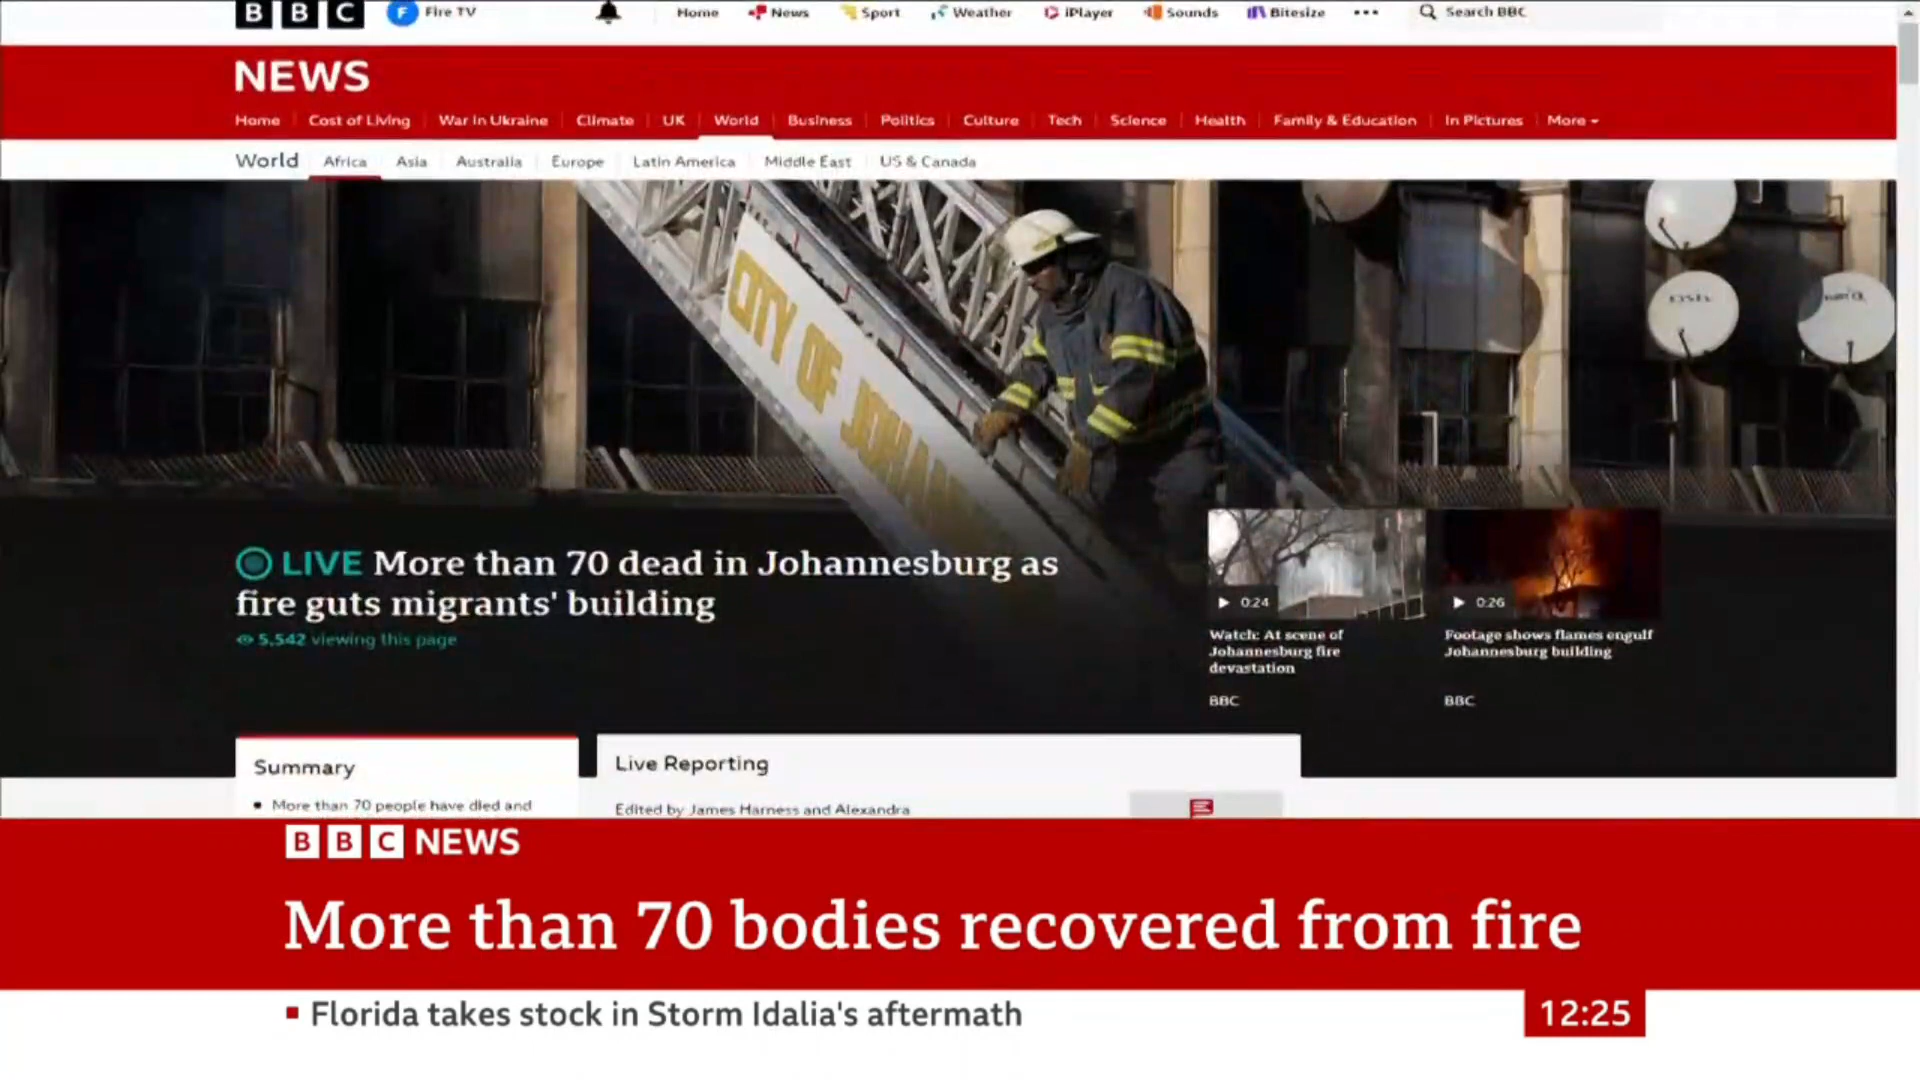 BBC F Fire TV Home News Sport Weather iPlayer Sounds Bitesize Search BBC
NEWS
Home Cost of Living War in Ukraine Climate UK World Business Politics Culture Tech Science Health Family & Education In Pictures More
World Africa Asia Australia Europe Latin America Middle East US & Canada
CITY OF JOHAN
LIVE More than 70 dead in Johannesburg as
fire guts migrants' building
5,542 viewing this page
0:24
Watch: At scene of
Johannesburg fire
devastation
BBC
0:26
Footage shows flames engulf
Johannesburg building
BBC
Summary
• More than 70 people have died and
Live Reporting
Edited by James Harness and Alexandra
BBC NEWS
More than 70 bodies recovered from fire
Florida takes stock in Storm Idalia's aftermath
12:25